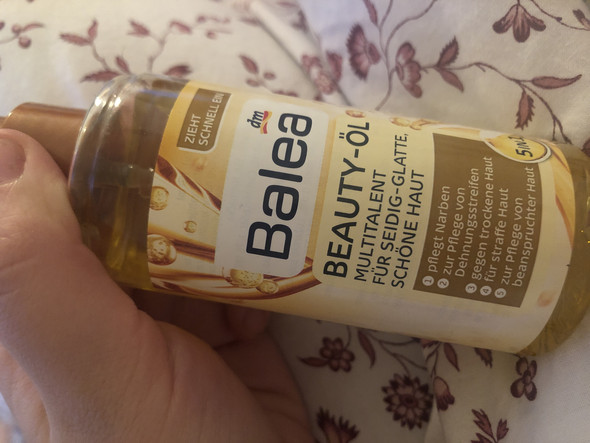 ZIEHT
SCHNELL EIN
dm
Balea
BEAUTY-ÖL
MULTITALENT
FÜR SEIDIG-GLATTE,
SCHÖNE HAUT
5in1
1 pflegt Narben
2 zur Pflege von
Dehnungsstreifen
3 gegen trockene Haut
4 für straffe Haut
5 zur Pflege von
beanspruchter Haut